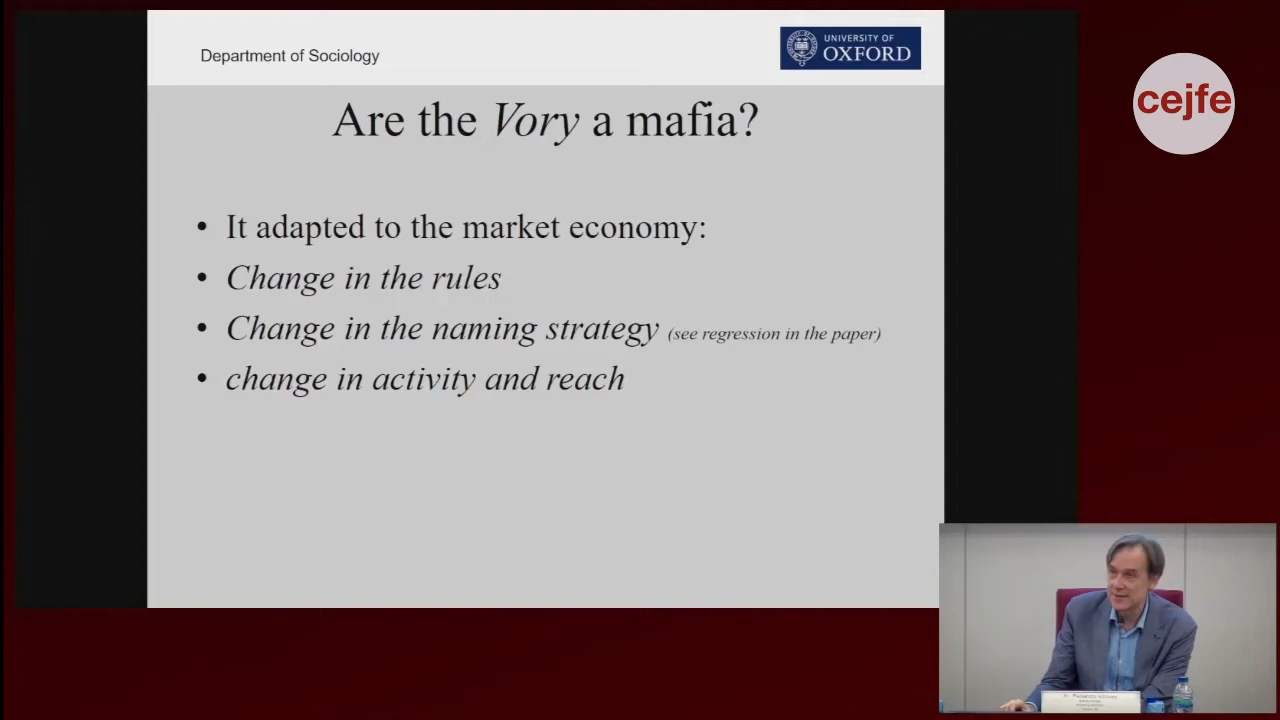 Department of Sociology
UNIVERSITY OF
OXFORD
cejfe
Are the Vory a mafia?
• It adapted to the market economy:
• Change in the rules
• Change in the naming strategy (see regression in the paper)
• change in activity and reach